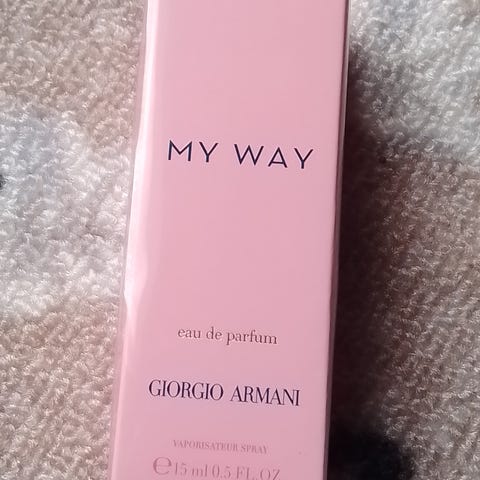 MY WAY
eau de parfum
GIORGIO ARMANI
VAPORISATEUR SPRAY
℮15 ml 0.5 FL.OZ